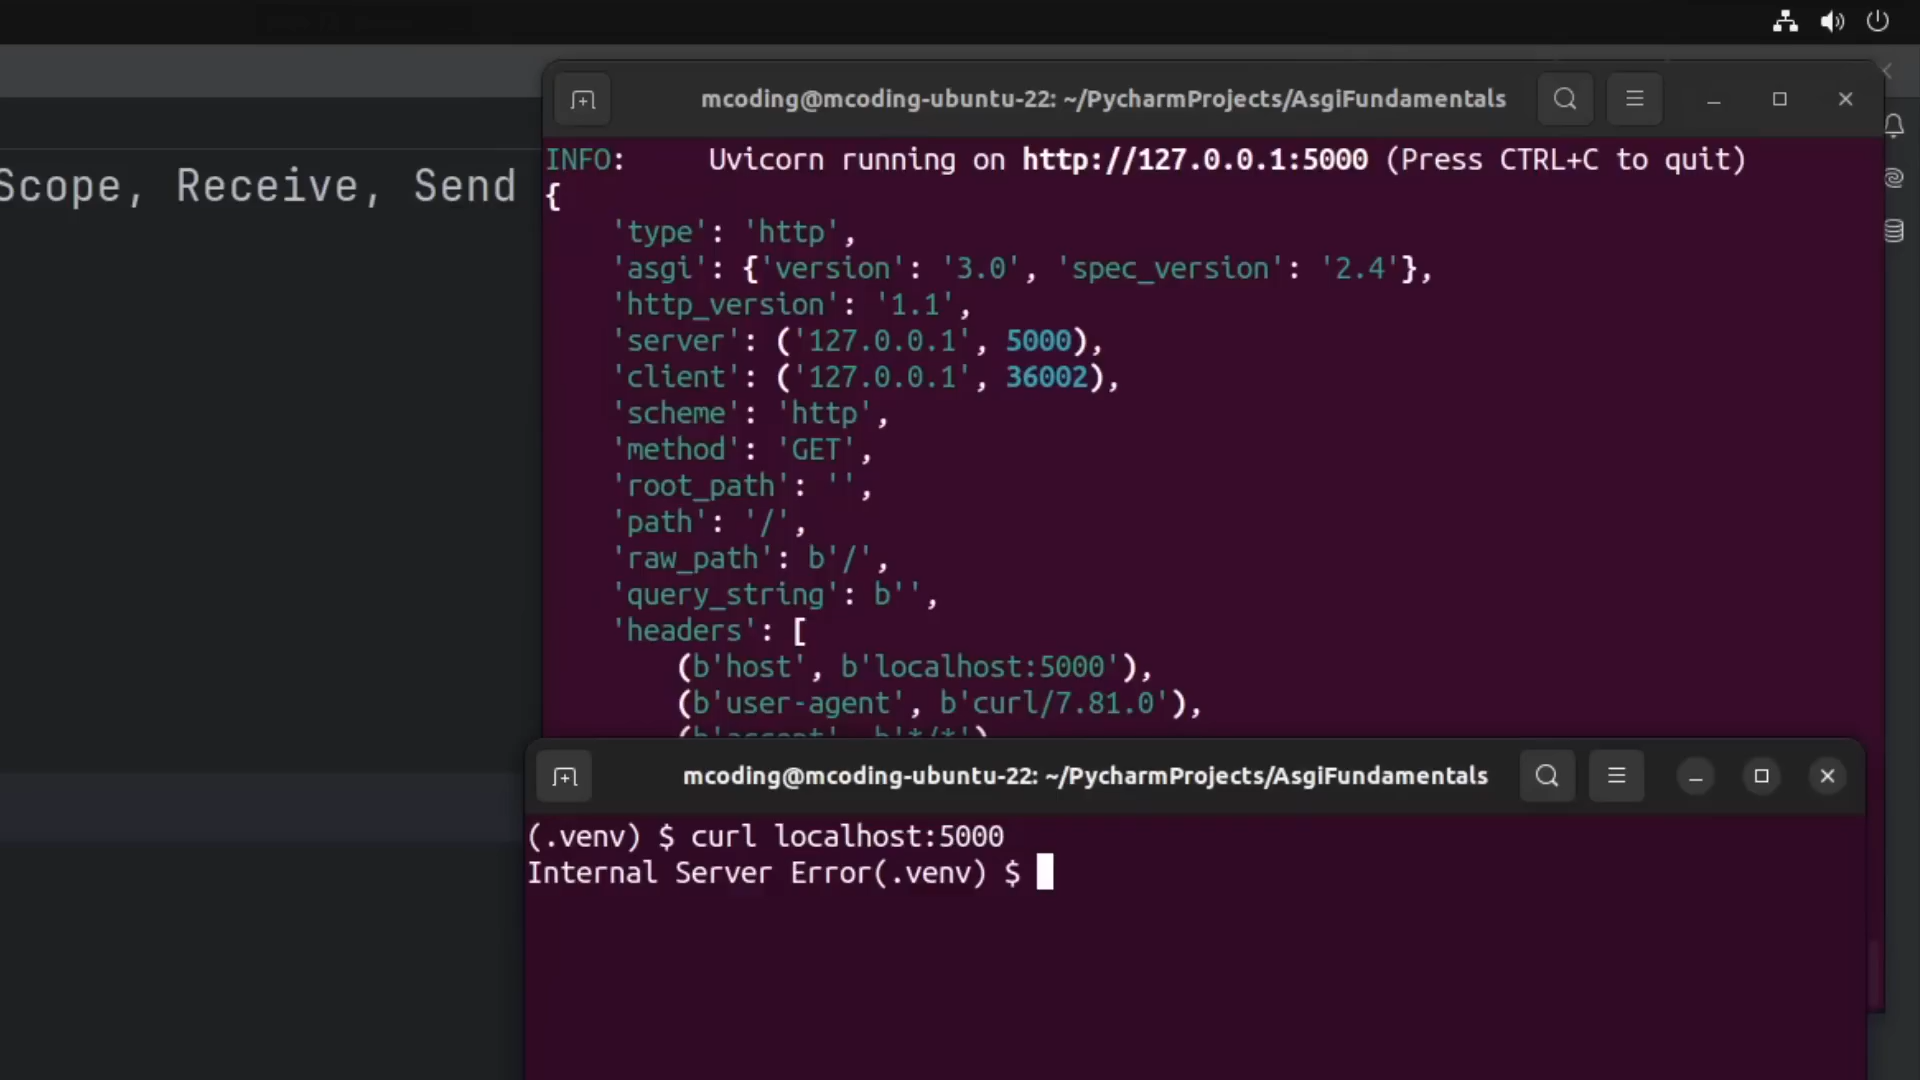 Scope, Receive, Send
mcoding@mcoding-ubuntu-22: ~/PycharmProjects/AsgiFundamentals
INFO:     Uvicorn running on http://127.0.0.1:5000 (Press CTRL+C to quit)
{
    'type': 'http',
    'asgi': {'version': '3.0', 'spec_version': '2.4'},
    'http_version': '1.1',
    'server': ('127.0.0.1', 5000),
    'client': ('127.0.0.1', 36002),
    'scheme': 'http',
    'method': 'GET',
    'root_path': '',
    'path': '/',
    'raw_path': b'/',
    'query_string': b'',
    'headers': [
        (b'host', b'localhost:5000'),
        (b'user-agent', b'curl/7.81.0'),
        (b'accept', b'*/*')
mcoding@mcoding-ubuntu-22: ~/PycharmProjects/AsgiFundamentals
(.venv) $ curl localhost:5000
Internal Server Error(.venv) $